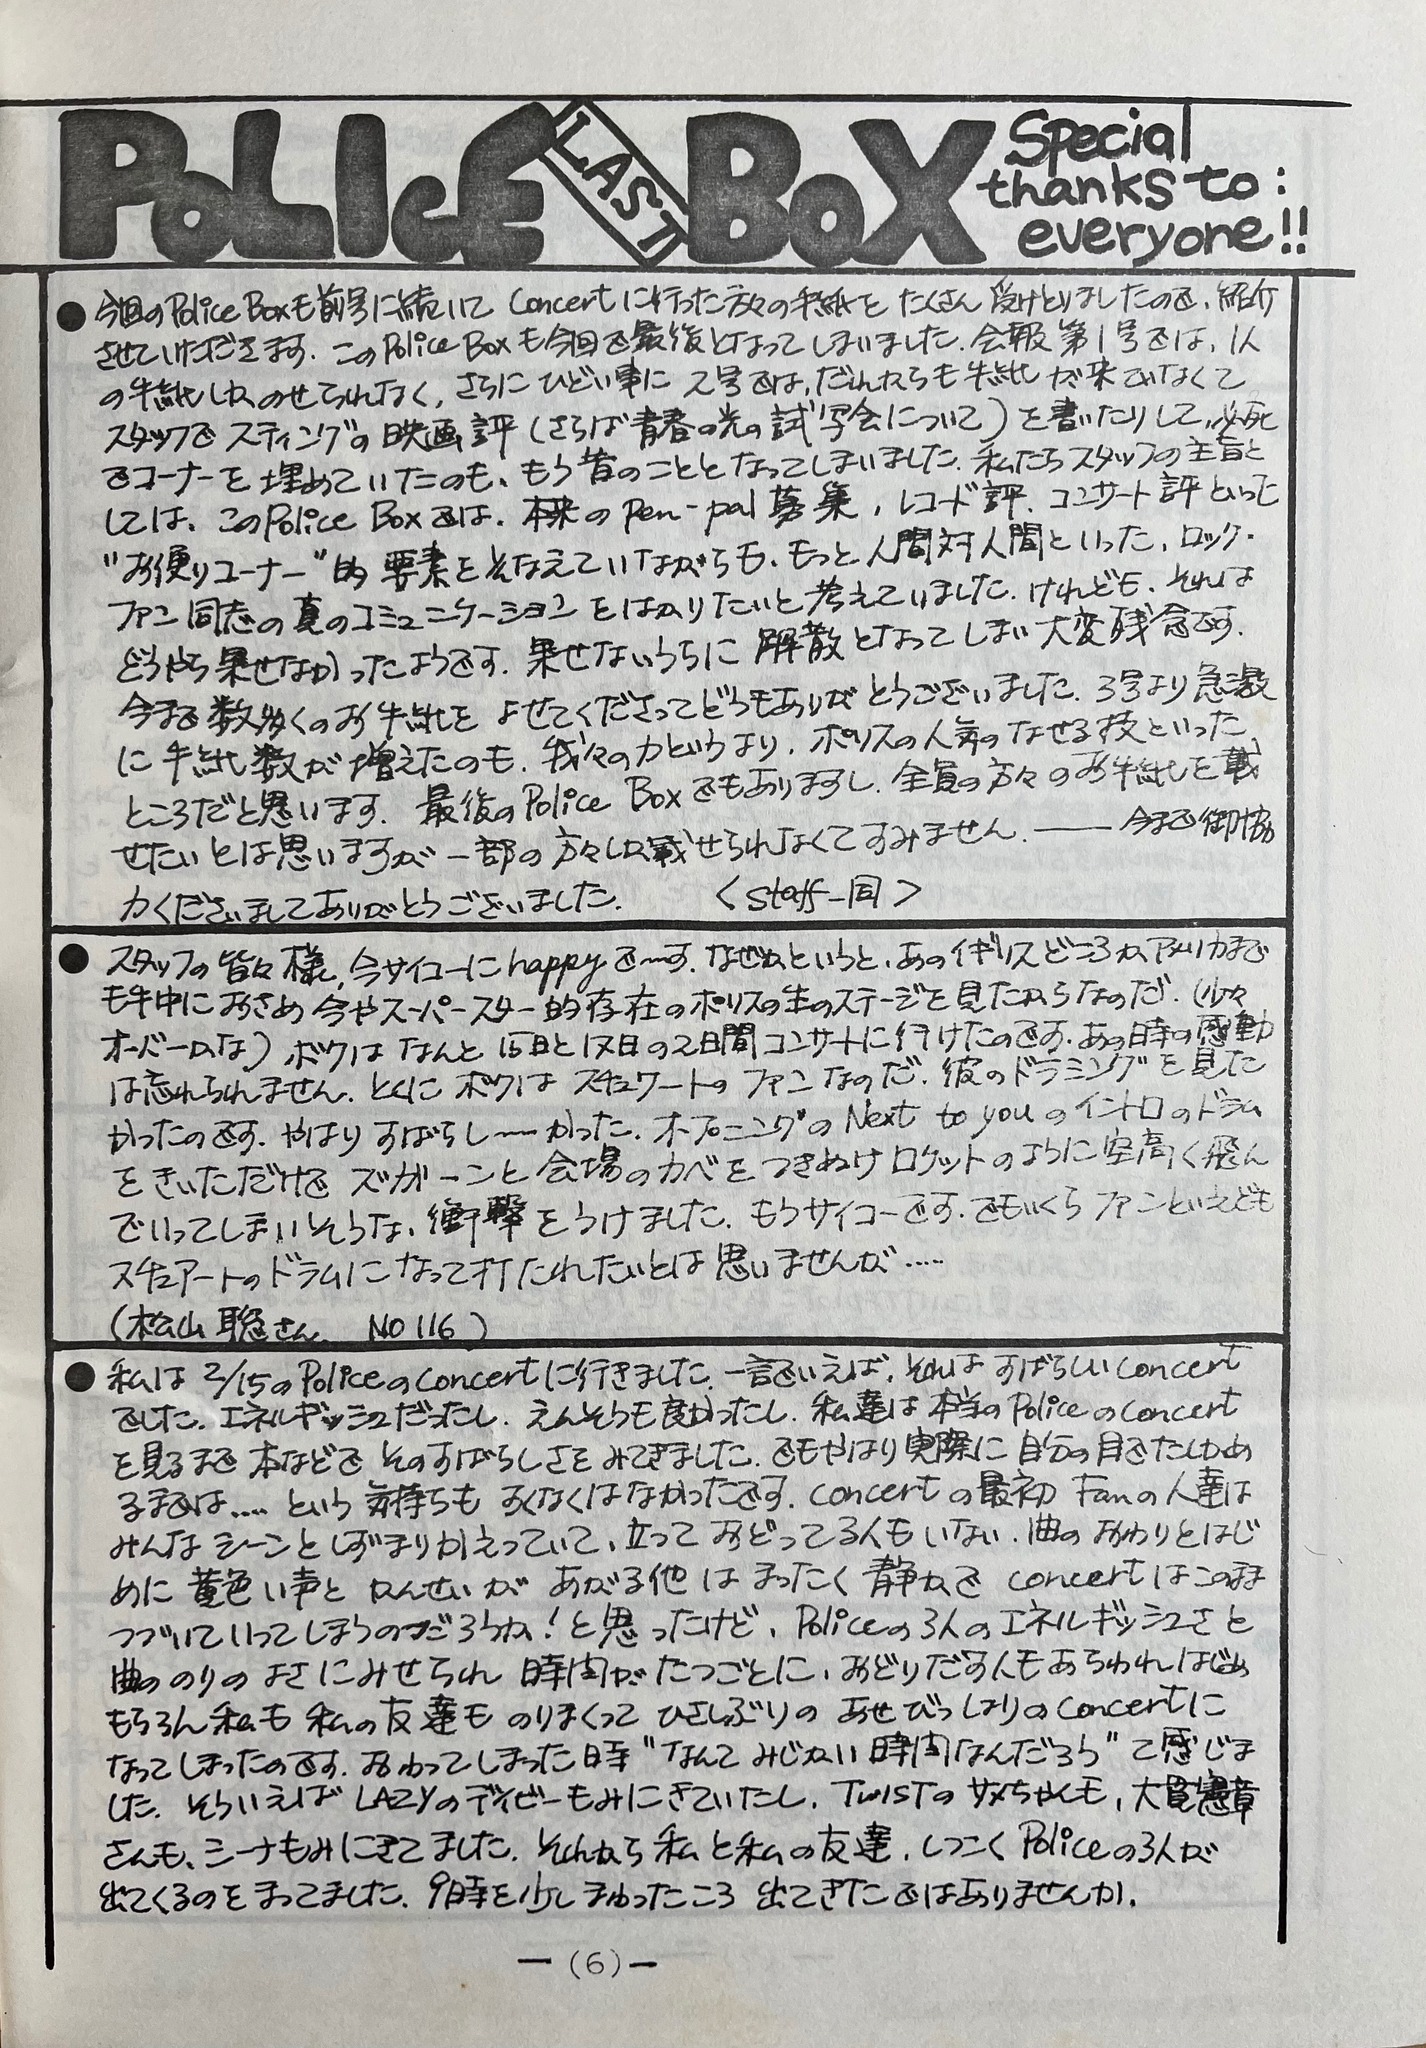 POLICE LAST BOX Special
thanks to:
everyone!!
●今回のPolice Boxも前号に続いて Concertに行った方々の手紙を たくさん 受けとりましたので、紹介
させていただきます. このPolice Boxも今回で最後となってしまいました. 会報第1号では、1人
の手紙しかのせられなく、さらにひどい事に 2号では、だれからも手紙が来ていなくて
スタッフで スティングの映画評(さらば青春の光の試写会について)を書いたりして、必死
でコーナーを埋めていたのも、もう昔のこととなってしまいました. 私たちスタッフの主旨と
しては、このPolice Boxでは、本来のPen-pal募集、レコード評、コンサート評といった
"お便りコーナー"的要素をそなえていながらも、もっと人間対人間といった、ロック・
ファン同志の真のコミュニケーションをはかりたいと考えていました. けれども、それは
どうやら果せなかったようです. 果せないうちに解散となってしまい大変残念です.
今まで数多くのお手紙を よせてくださってどうもありがとうございました. 3号より急激
に手紙数が増えたのも、我々の力というより、ポリスの人気のなせる技といった
ところだと思います. 最後のPolice Boxでもありますし、全員の方々のお手紙を載
せたいとは思いますが一部の方々しか載せられなくてすみません. ―― 今まで御協
力くださいましてありがとうございました. <staff一同>
●スタッフの皆々様、今サイコーにhappyで〜す. なぜかというと、あのイギリスどころか、アメリカまで
も手中におさめ今やスーパースター的存在のポリスの生のステージを見たからなのだ. (少々
オーバーかな) ボクはなんと15日と17日の2日間コンサートに行けたのです. あの時の感動
は忘れられません. とくにボクは スチュワートのファンなのだ. 彼のドラミングを見た
かったのです. やはりすばらし〜かった. オープニングのNext to youのイントロのドラム
をきいただけで ズガーンと会場のカベをつきぬけロケットのように空高く飛ん
でいってしまいそうな、衝撃をうけました. もうサイコーです. でもいくらファンといえども
スチュアートのドラムになって打たれたいとは思いませんが.....
(松山聡さん NO 116)
●私は2/15のPoliceのConcertに行きました. 一言でいえば、それはすばらしいconcert
でした. エネルギッシュだったし、えんそうも良かったし. 私達は本当のPoliceのconcert
を見るまで本などで そのすばらしさをみてきました. でもやはり実際に自分の目でたしかめ
るまでは.... という気持ちもすくなくはなかったです. concertの最初 Fanの人達は
みんなシーンとしずまりかえっていて、立っておどってる人もいない. 曲のおわりとはじ
めに黄色い声とかんせいがあがる他はまったく静かで concertはこのまま
つづいていってしまうのだろうか!と思ったけど、Policeの3人のエネルギッシュさと
曲ののりのよさにみせられ 時間がたつごとに、おどりだす人もあらわれはじめ
もちろん私も私の友達ものりまくってひさしぶりの あせびっしょりのconcertに
なってしまったのです. おわってしまった時"なんてみじかい時間なんだろう"て感じま
した. そういえばLAZYのデイビーもみにきていたし、TWISTのサメちゃんも、大貫憲章
さんも、シーナもみにきてました. それから私と私の友達、しつこくPoliceの3人が
出てくるのをまってました. 9時を少しまわったころ 出てきたではありませんか.
―(6)―